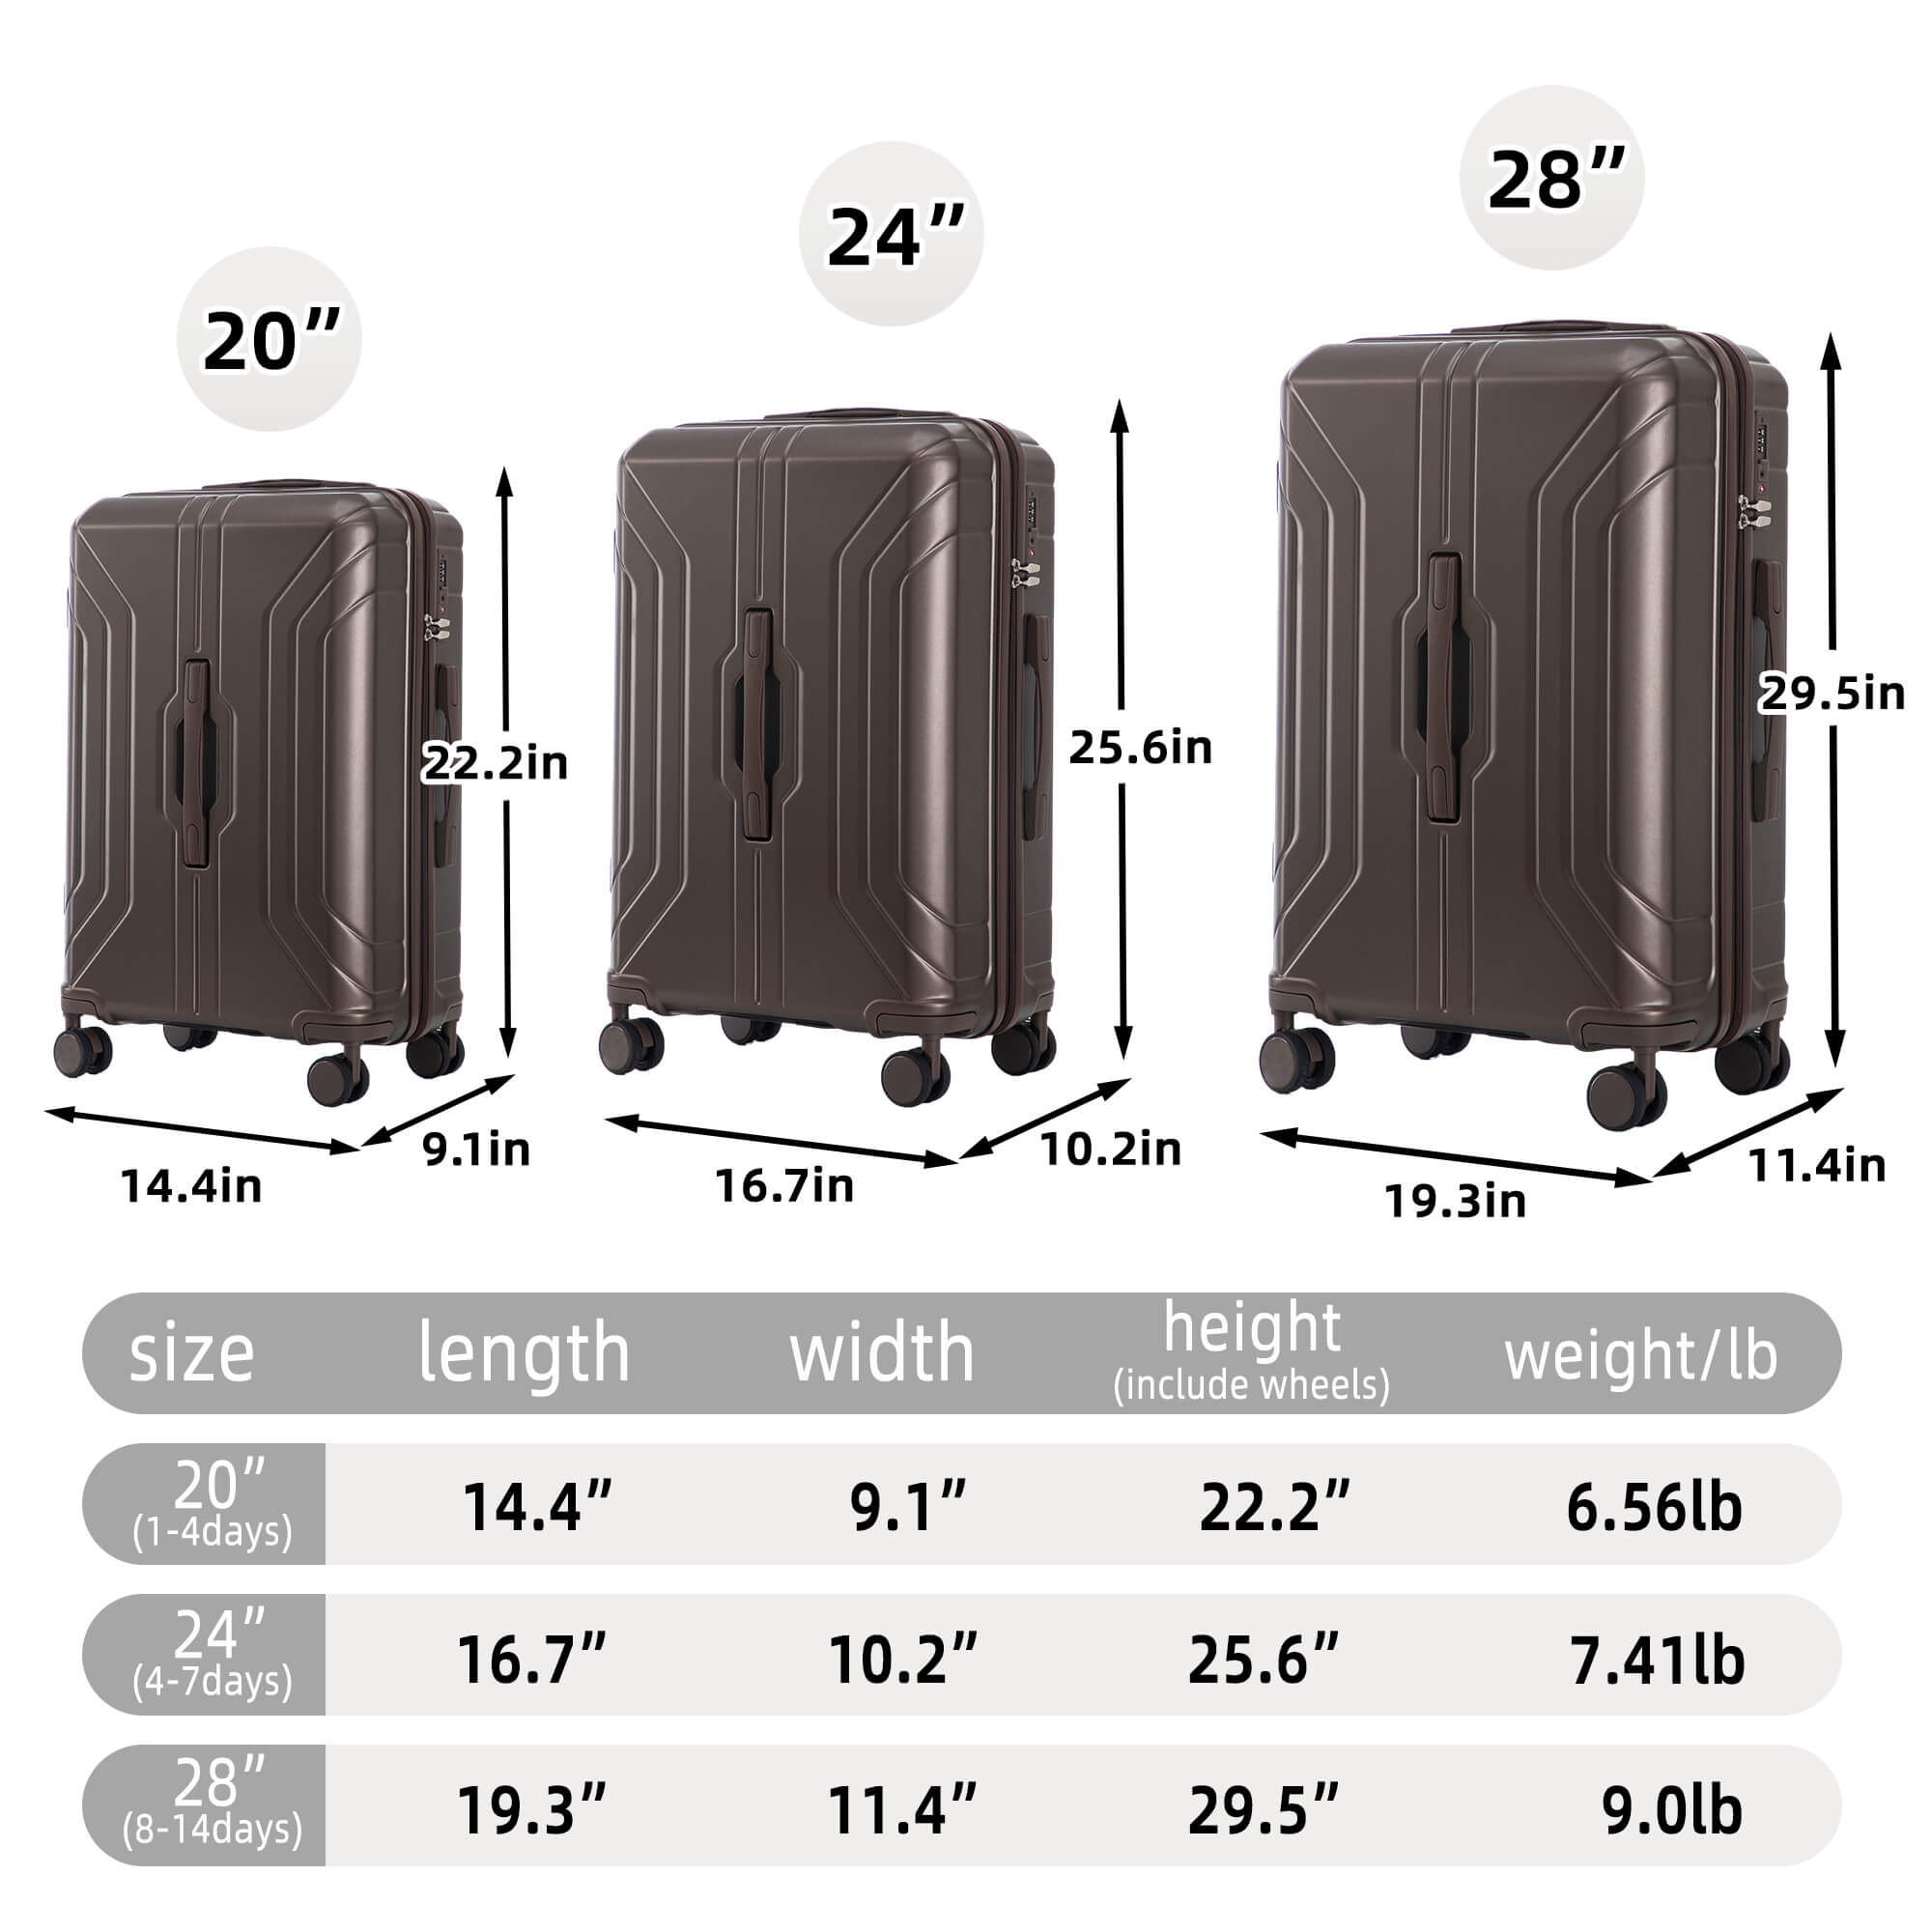 28”
24”
20”
29.5in
25.6in
22.2in
14.4in
9.1in
16.7in
10.2in
19.3in
11.4in
size length width height (include wheels) weight/lb
20” (1-4days) 14.4” 9.1” 22.2” 6.56lb
24” (4-7days) 16.7” 10.2” 25.6” 7.41lb
28” (8-14days) 19.3” 11.4” 29.5” 9.0lb